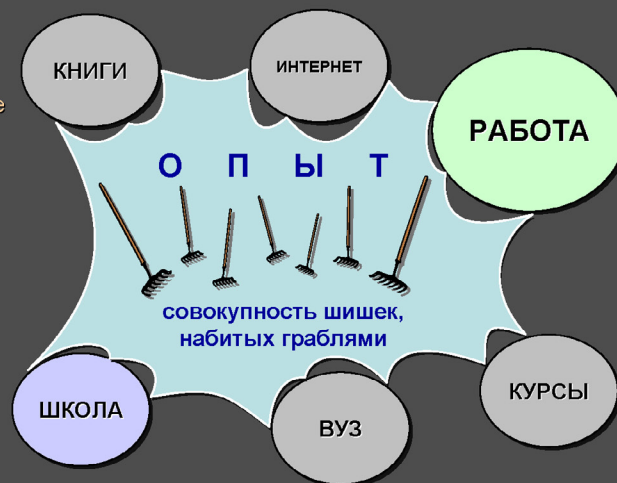 КНИГИ
ИНТЕРНЕТ
е
РАБОТА
О П Ы Т
совокупность шишек,
набитых граблями
ШКОЛА
ВУЗ
КУРСЫ